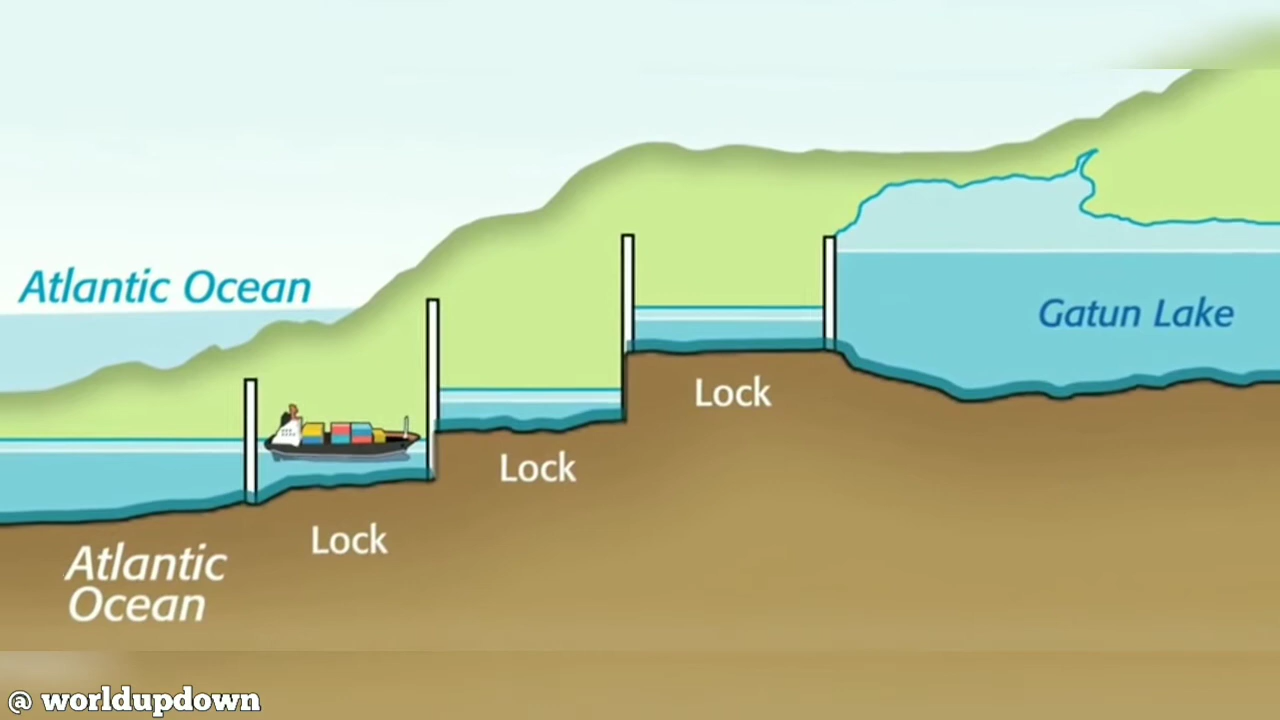 Atlantic Ocean
Gatun Lake
Lock
Lock
Lock
Atlantic
Ocean
@ worldupdown